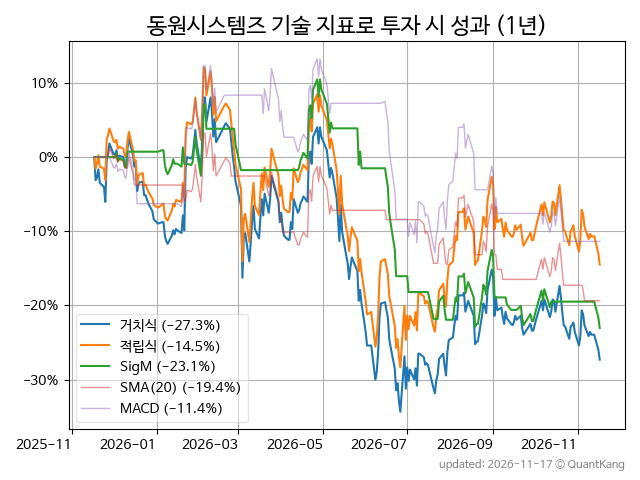 동원시스템즈 기술 지표로 투자 시 성과 (1년)
10%
0%
−10%
−20%
−30%
거치식 (−27.3%)
적립식 (−14.5%)
SigM (−23.1%)
SMA(20) (−19.4%)
MACD (−11.4%)
2025-11 2026-01 2026-03 2026-05 2026-07 2026-09 2026-11
updated: 2026-11-17 © QuantKang